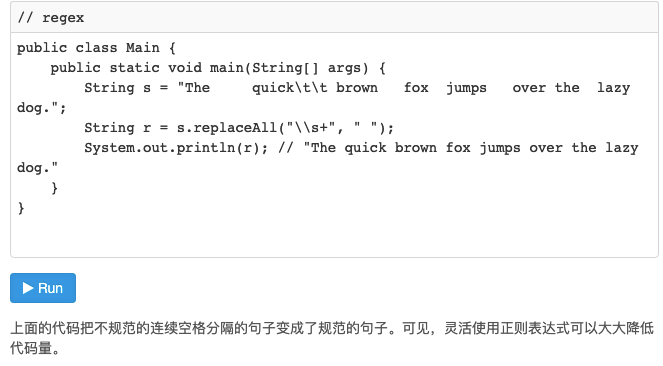 // regex
public class Main {
    public static void main(String[] args) {
        String s = "The     quick\t\t brown   fox  jumps   over the  lazy
dog.";
        String r = s.replaceAll("\\s+", " ");
        System.out.println(r); // "The quick brown fox jumps over the lazy
dog."
    }
}
Run
上面的代码把不规范的连续空格分隔的句子变成了规范的句子。可见，灵活使用正则表达式可以大大降低
代码量。